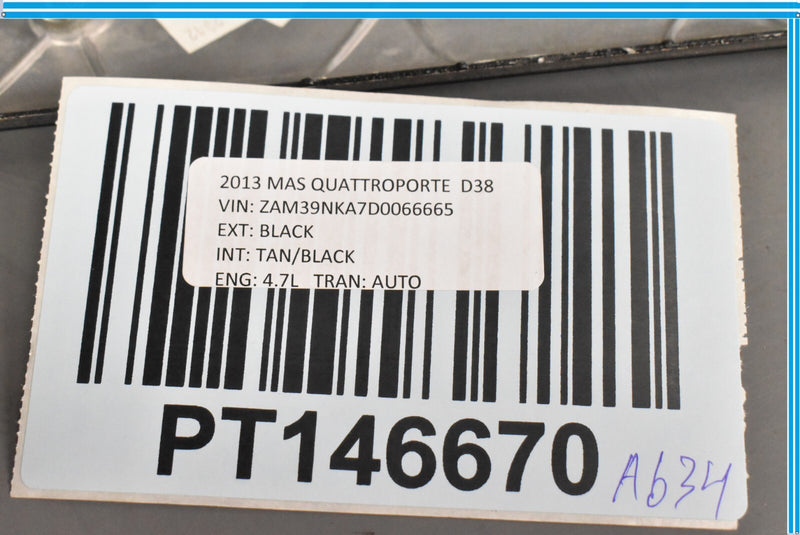 2013 MAS QUATTROPORTE D38
VIN: ZAM39NKA7D0066665
EXT: BLACK
INT: TAN/BLACK
ENG: 4.7L TRAN: AUTO
PT146670
A634